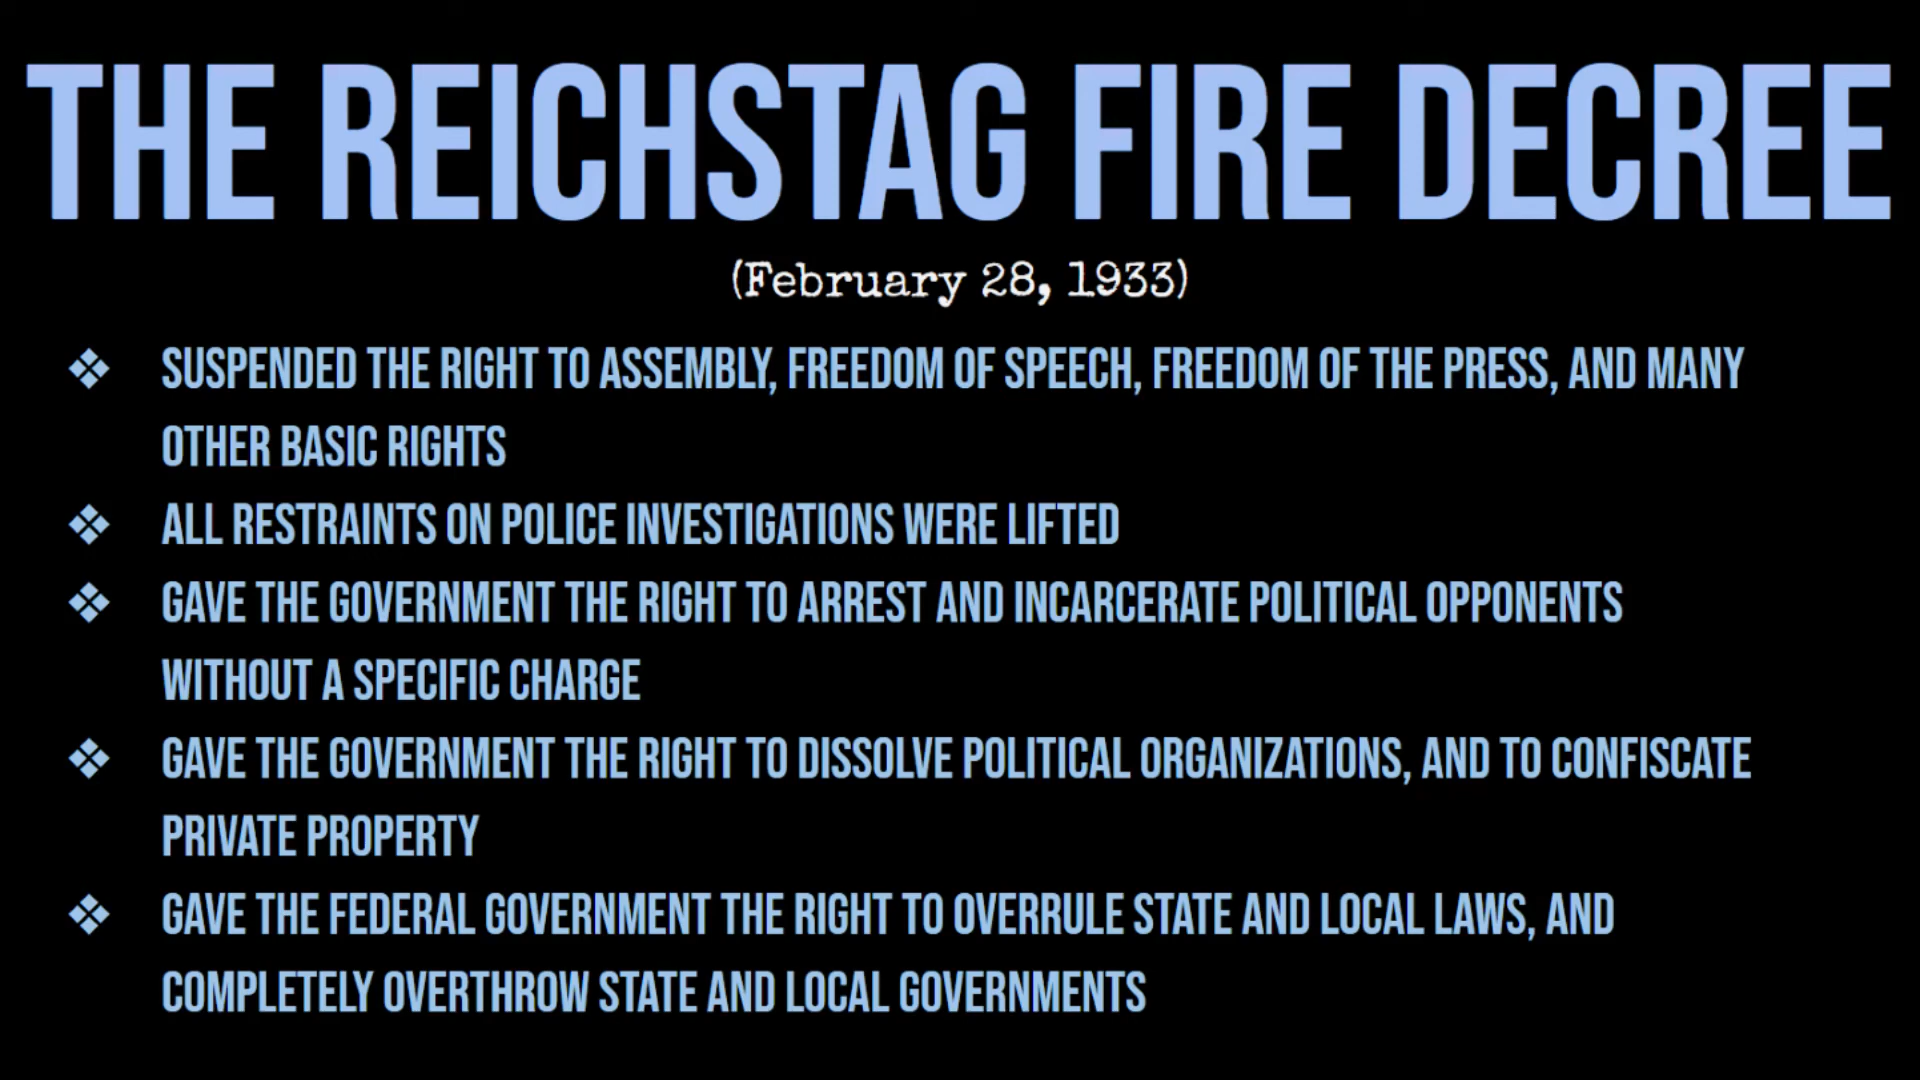 THE REICHSTAG FIRE DECREE
(February 28, 1933)
❖ SUSPENDED THE RIGHT TO ASSEMBLY, FREEDOM OF SPEECH, FREEDOM OF THE PRESS, AND MANY
OTHER BASIC RIGHTS
❖ ALL RESTRAINTS ON POLICE INVESTIGATIONS WERE LIFTED
❖ GAVE THE GOVERNMENT THE RIGHT TO ARREST AND INCARCERATE POLITICAL OPPONENTS
WITHOUT A SPECIFIC CHARGE
❖ GAVE THE GOVERNMENT THE RIGHT TO DISSOLVE POLITICAL ORGANIZATIONS, AND TO CONFISCATE
PRIVATE PROPERTY
❖ GAVE THE FEDERAL GOVERNMENT THE RIGHT TO OVERRULE STATE AND LOCAL LAWS, AND
COMPLETELY OVERTHROW STATE AND LOCAL GOVERNMENTS